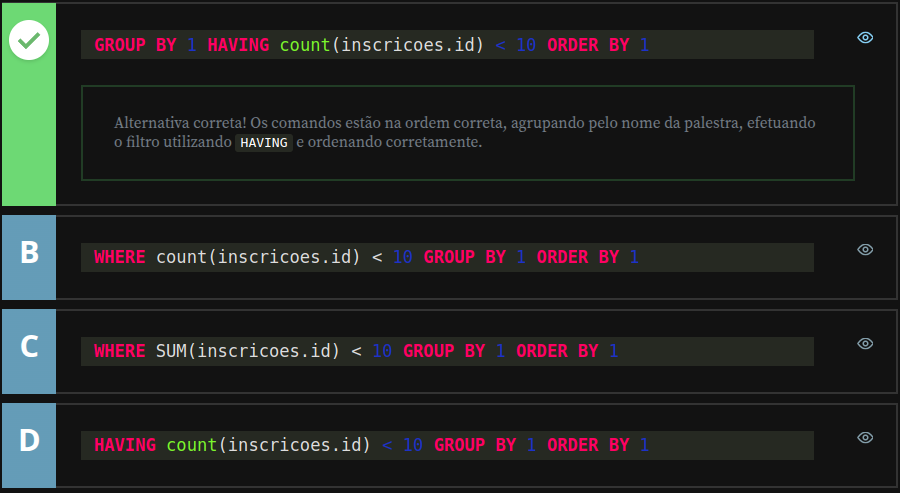 GROUP BY 1 HAVING count(inscricoes.id) < 10 ORDER BY 1
Alternativa correta! Os comandos estão na ordem correta, agrupando pelo nome da palestra, efetuando
o filtro utilizando HAVING e ordenando corretamente.
B
WHERE count(inscricoes.id) < 10 GROUP BY 1 ORDER BY 1
C
WHERE SUM(inscricoes.id) < 10 GROUP BY 1 ORDER BY 1
D
HAVING count(inscricoes.id) < 10 GROUP BY 1 ORDER BY 1